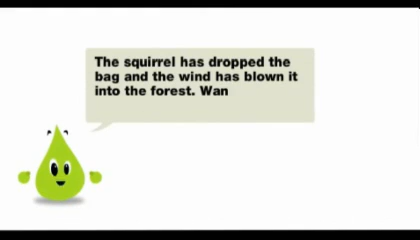 The squirrel has dropped the
bag and the wind has blown it
into the forest. Wan